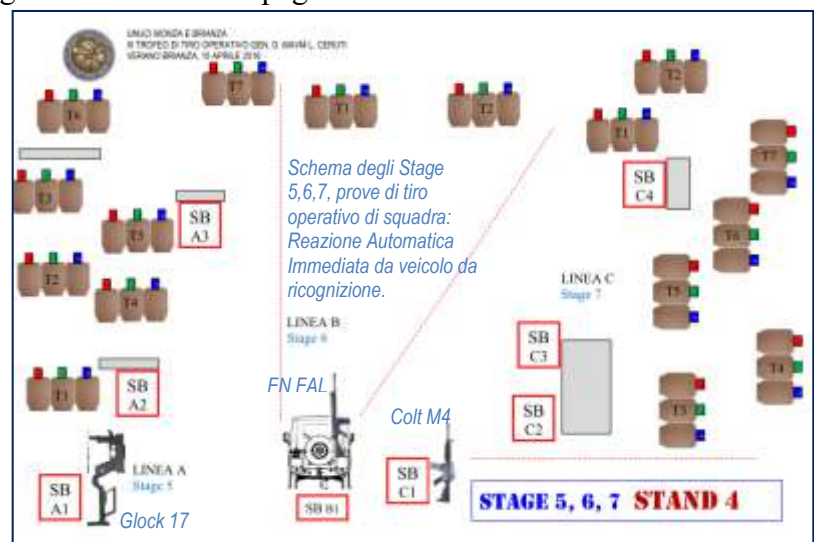 UNUCI MONZA E BRIANZA
III TROFEO DI TIRO OPERATIVO GEN. D. MAVM L. CERUTI
VERANO BRIANZA, 10 APRILE 2016
T6
T7
T1
T2
T2
T1
T7
T3
SB
A3
T5
Schema degli Stage
5,6,7, prove di tiro
operativo di squadra:
Reazione Automatica
Immediata da veicolo da
ricognizione.
SB
C4
T6
T2
T4
LINEA C
Stage 7
T5
LINEA B
Stage 6
SB
C3
T4
T1
SB
A2
FN FAL
Colt M4
SB
C2
T3
LINEA A
Stage 5
SB
A1
Glock 17
SB B1
SB
C1
STAGE 5, 6, 7 STAND 4